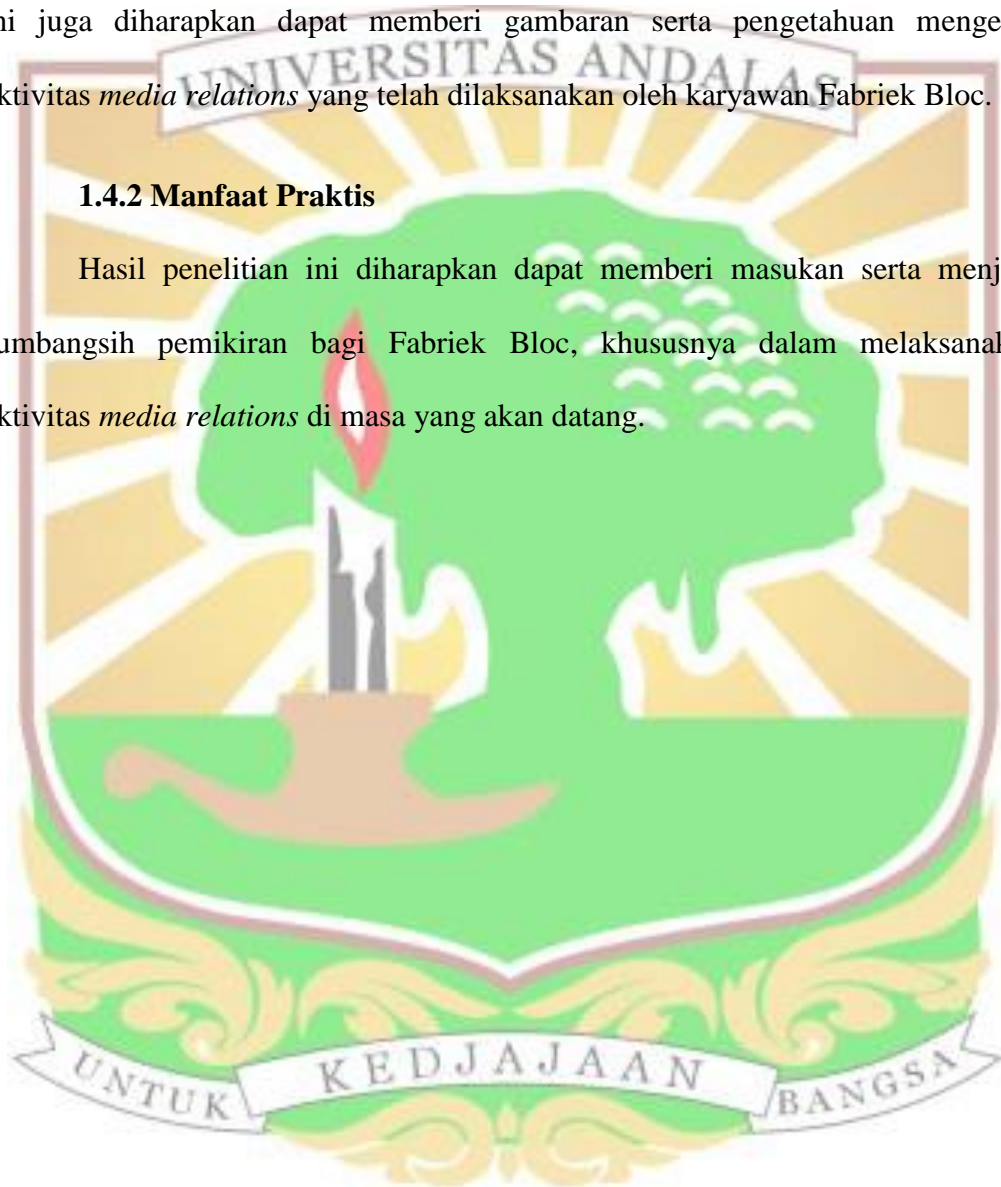 ni juga diharapkan dapat memberi gambaran serta pengetahuan menge
UNIVERSITAS ANDALAS
ktivitas media relations yang telah dilaksanakan oleh karyawan Fabriek Bloc.
1.4.2 Manfaat Praktis
Hasil penelitian ini diharapkan dapat memberi masukan serta menj
umbangsih pemikiran bagi Fabriek Bloc, khususnya dalam melaksanak
ktivitas media relations di masa yang akan datang.
UNTUK KEDJAJAAN BANGSA